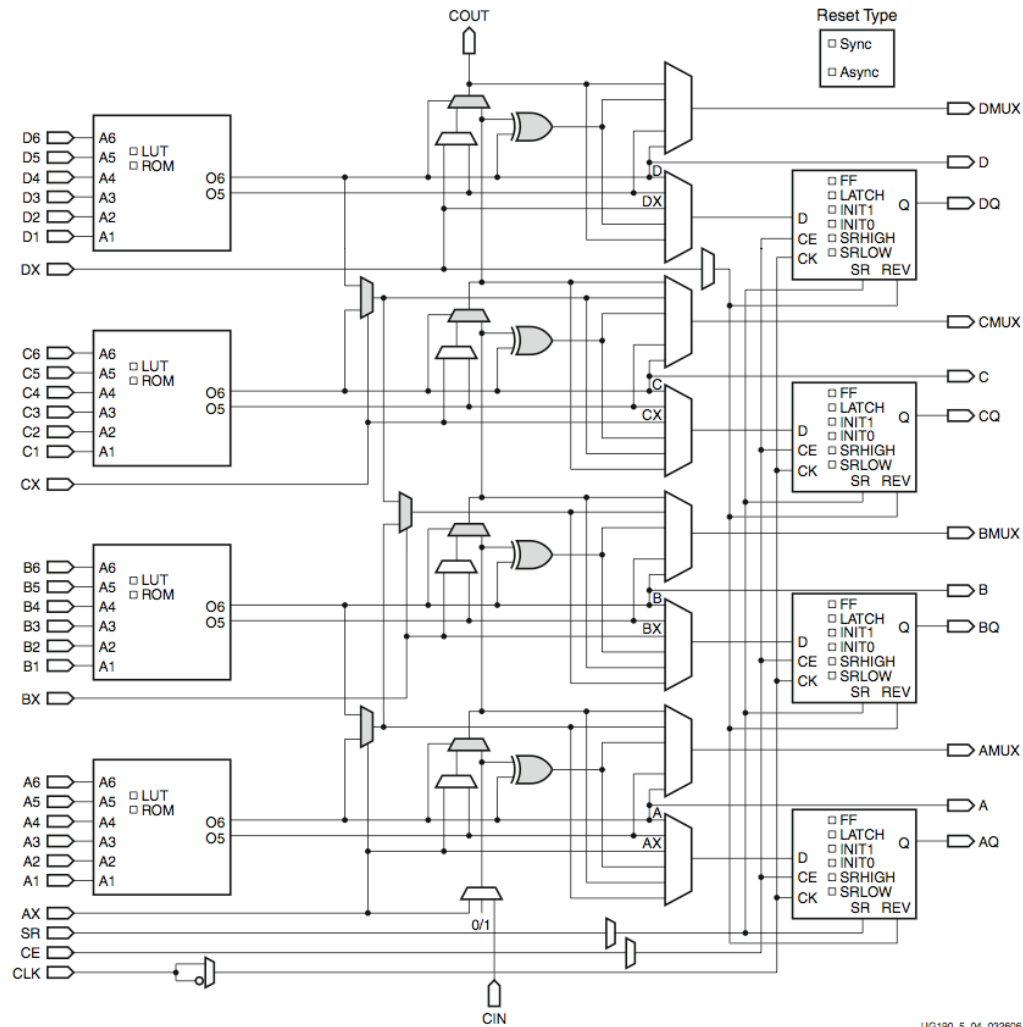 COUT
Reset Type
□ Sync
□ Async
DMUX
D
DQ
D6
D5
D4
D3
D2
D1
A6
A5
A4
A3
A2
A1
□ LUT
□ ROM
O6
O5
D
DX
□ FF
□ LATCH
□ INIT1
□ INIT0
□ SRHIGH
□ SRLOW
D
CE
CK
Q
SR REV
DX
CMUX
C
CQ
C6
C5
C4
C3
C2
C1
A6
A5
A4
A3
A2
A1
□ LUT
□ ROM
O6
O5
C
CX
□ FF
□ LATCH
□ INIT1
□ INIT0
□ SRHIGH
□ SRLOW
D
CE
CK
Q
SR REV
CX
BMUX
B
BQ
B6
B5
B4
B3
B2
B1
A6
A5
A4
A3
A2
A1
□ LUT
□ ROM
O6
O5
B
BX
□ FF
□ LATCH
□ INIT1
□ INIT0
□ SRHIGH
□ SRLOW
D
CE
CK
Q
SR REV
BX
AMUX
A
AQ
A6
A5
A4
A3
A2
A1
A6
A5
A4
A3
A2
A1
□ LUT
□ ROM
O6
O5
A
AX
□ FF
□ LATCH
□ INIT1
□ INIT0
□ SRHIGH
□ SRLOW
D
CE
CK
Q
SR REV
AX
0/1
SR
CE
CLK
CIN
UG190_5_04_032606